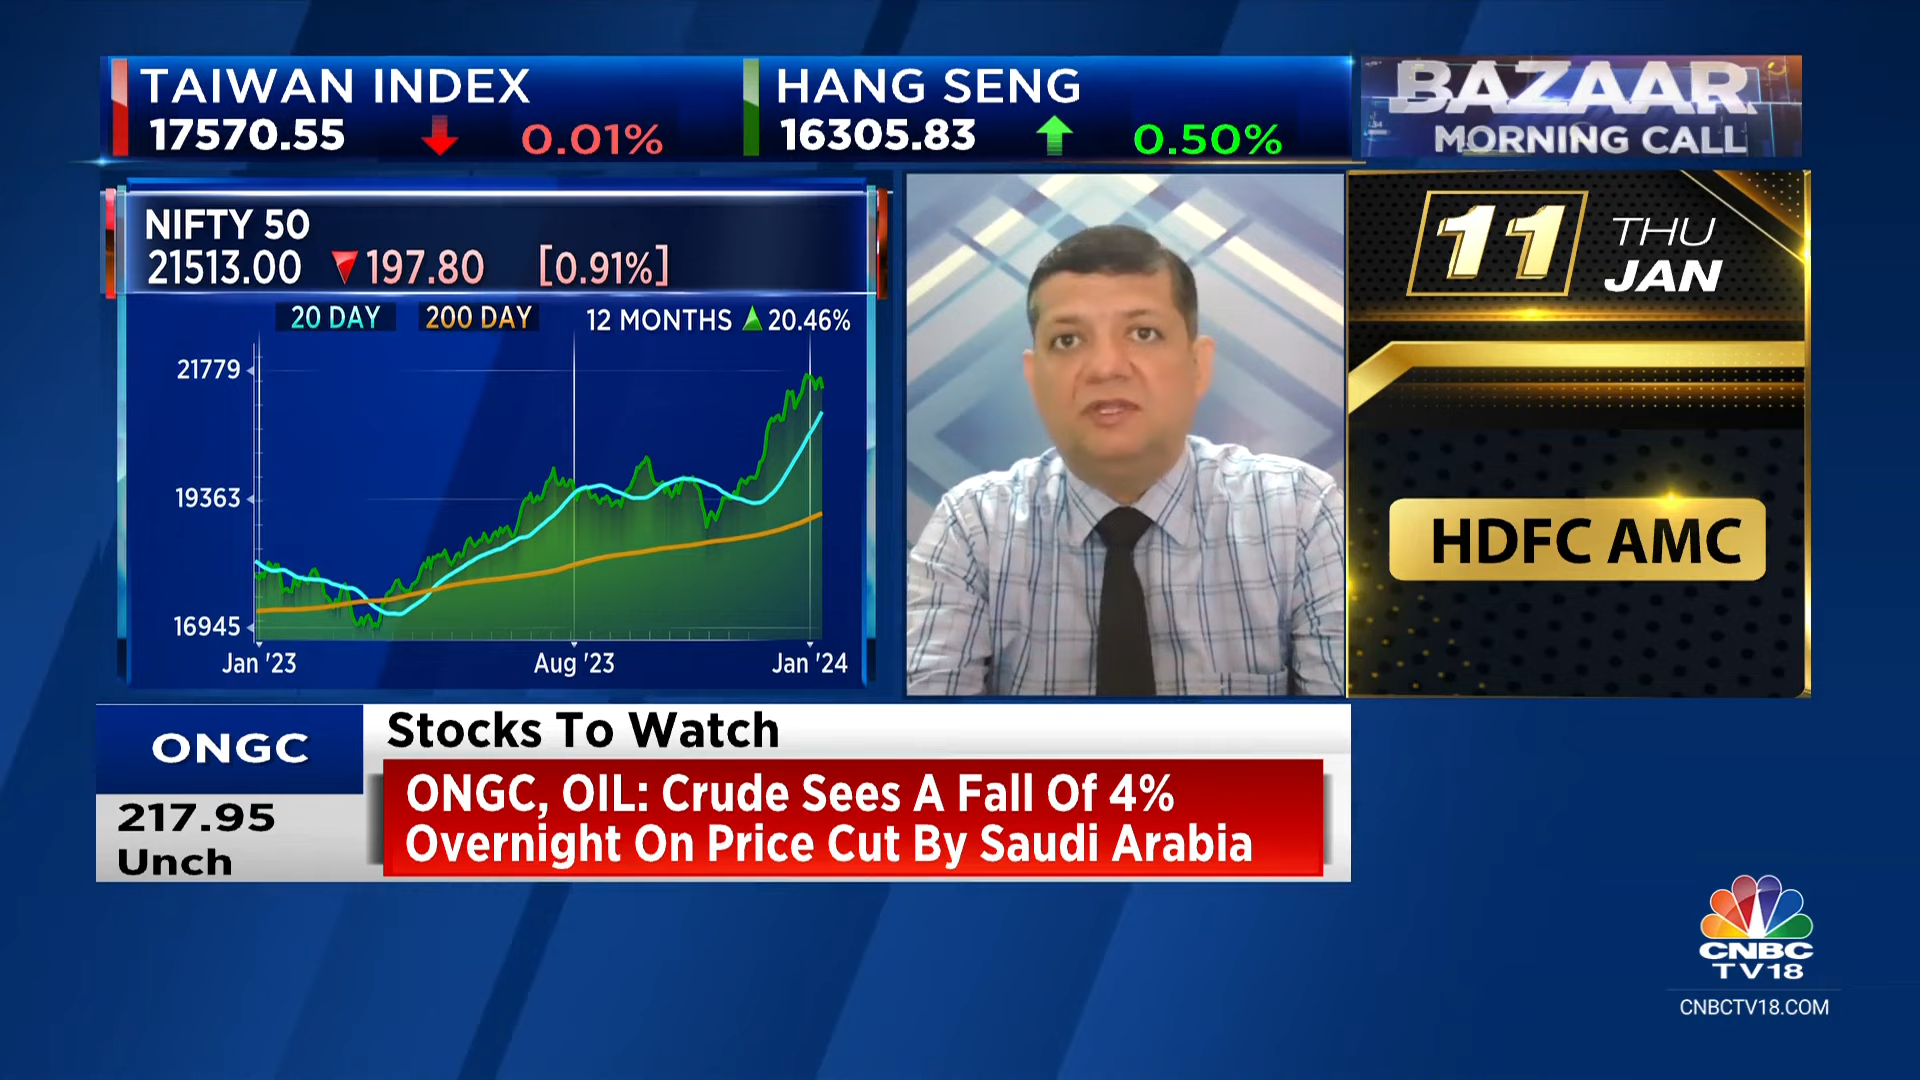 TAIWAN INDEX
17570.55 0.01%
HANG SENG
16305.83 0.50%
BAZAAR
MORNING CALL
NIFTY 50
21513.00 197.80 [0.91%]
20 DAY 200 DAY 12 MONTHS 20.46%
21779
19363
16945
Jan '23 Aug '23 Jan '24
11 THU
JAN
HDFC AMC
ONGC
217.95
Unch
Stocks To Watch
ONGC, OIL: Crude Sees A Fall Of 4%
Overnight On Price Cut By Saudi Arabia
CNBC
TV18
CNBCTV18.COM